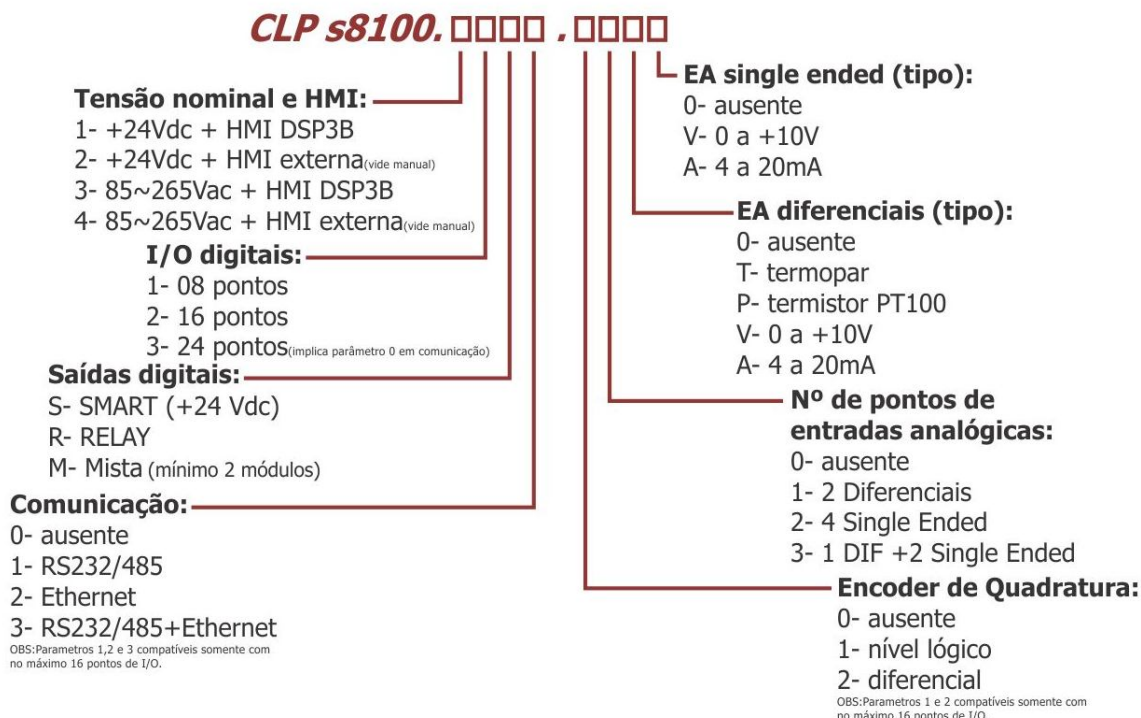 CLP s8100.□□□□ .□□□□
Tensão nominal e HMI:
1- +24Vdc + HMI DSP3B
2- +24Vdc + HMI externa(vide manual)
3- 85~265Vac + HMI DSP3B
4- 85~265Vac + HMI externa(vide manual)
I/O digitais:
1- 08 pontos
2- 16 pontos
3- 24 pontos(implica parâmetro 0 em comunicação)
Saídas digitais:
S- SMART (+24 Vdc)
R- RELAY
M- Mista (mínimo 2 módulos)
Comunicação:
0- ausente
1- RS232/485
2- Ethernet
3- RS232/485+Ethernet
OBS:Parametros 1,2 e 3 compatíveis somente com
no máximo 16 pontos de I/O.
EA single ended (tipo):
0- ausente
V- 0 a +10V
A- 4 a 20mA
EA diferenciais (tipo):
0- ausente
T- termopar
P- termistor PT100
V- 0 a +10V
A- 4 a 20mA
Nº de pontos de
entradas analógicas:
0- ausente
1- 2 Diferenciais
2- 4 Single Ended
3- 1 DIF +2 Single Ended
Encoder de Quadratura:
0- ausente
1- nível lógico
2- diferencial
OBS:Parametros 1 e 2 compatíveis somente com
no máximo 16 pontos de I/O